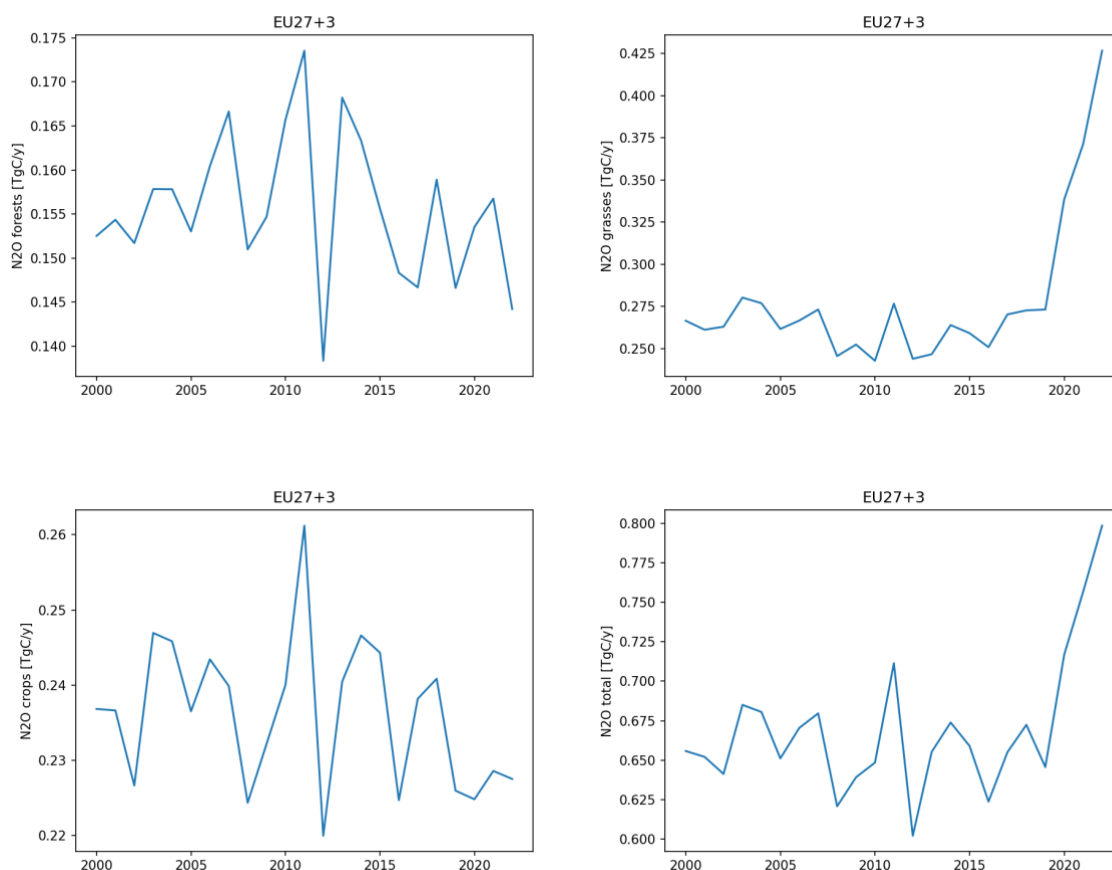 EU27+3
N2O forests [TgC/y]
0.175
0.170
0.165
0.160
0.155
0.150
0.145
0.140
2000 2005 2010 2015 2020
EU27+3
N2O grasses [TgC/y]
0.425
0.400
0.375
0.350
0.325
0.300
0.275
0.250
2000 2005 2010 2015 2020
EU27+3
N2O crops [TgC/y]
0.26
0.25
0.24
0.23
0.22
2000 2005 2010 2015 2020
EU27+3
N2O total [TgC/y]
0.800
0.775
0.750
0.725
0.700
0.675
0.650
0.625
0.600
2000 2005 2010 2015 2020